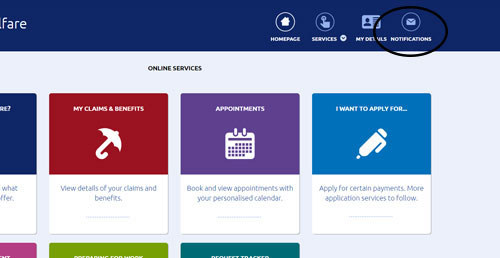 lfare
HOMEPAGE SERVICES MY DETAILS NOTIFICATIONS
ONLINE SERVICES
RE? MY CLAIMS & BENEFITS APPOINTMENTS I WANT TO APPLY FOR...
what View details of your claims and Book and view appointments with Apply for certain payments. More
offer. benefits. your personalised calendar. application services to follow.
MENT PREPARING FOR WORK REQUEST TRACKER